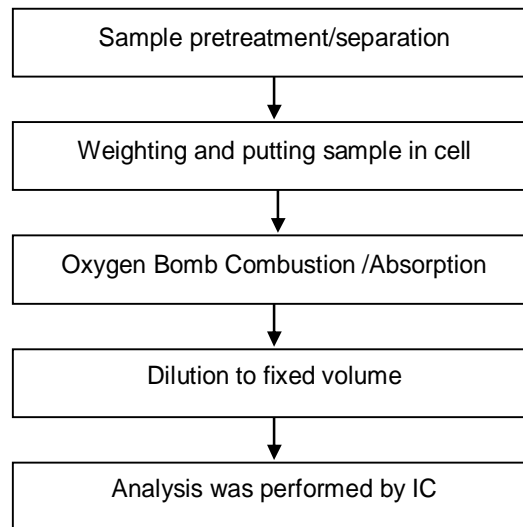 Sample pretreatment/separation
Weighting and putting sample in cell
Oxygen Bomb Combustion /Absorption
Dilution to fixed volume
Analysis was performed by IC